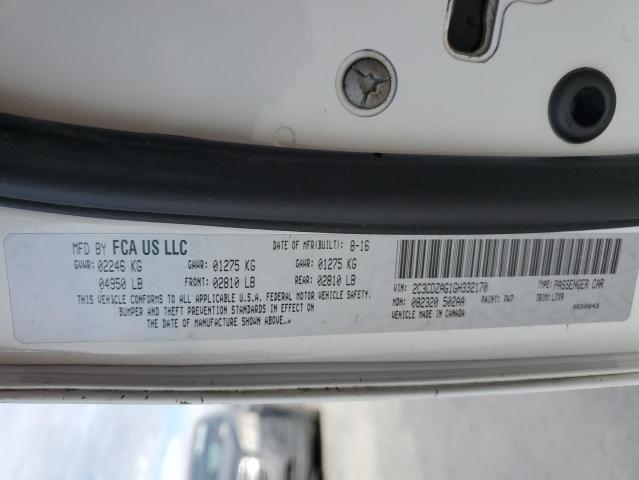 MFD BY FCA US LLC
DATE OF MFR(BUILT): 8-16
GVWR: 02246 KG
GAWR: 01275 KG
GAWR: 01275 KG
04950 LB
FRONT: 02810 LB
REAR: 02810 LB
THIS VEHICLE CONFORMS TO ALL APPLICABLE U.S.A. FEDERAL MOTOR VEHICLE SAFETY,
BUMPER AND THEFT PREVENTION STANDARDS IN EFFECT ON
THE DATE OF MANUFACTURE SHOWN ABOVE.
VIN: 2C3CDZAG1GH332170
TYPE: PASSENGER CAR
MDH: 082320 502AA
PAINT: PW7
TRIM: LDX9
VEHICLE MADE IN CANADA